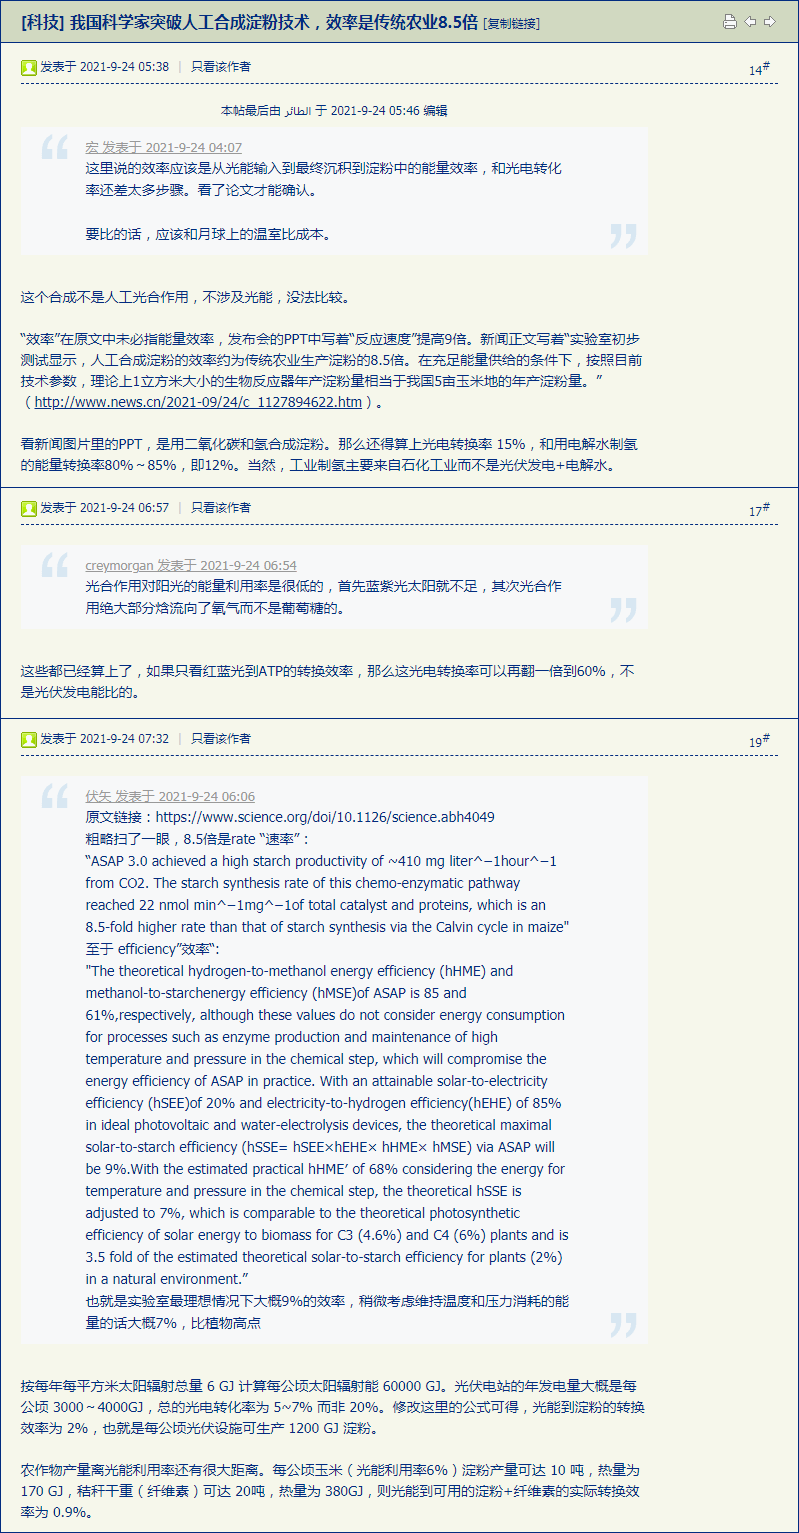 [科技] 我国科学家突破人工合成淀粉技术，效率是传统农业8.5倍 [复制链接]
发表于 2021-9-24 05:38 | 只看该作者
14#
本帖最后由 الطائر 于 2021-9-24 05:46 编辑
宏 发表于 2021-9-24 04:07
这里说的效率应该是从光能输入到最终沉积到淀粉中的能量效率，和光电转化
率还差太多步骤。看了论文才能确认。
要比的话，应该和月球上的温室比成本。
这个合成不是人工光合作用，不涉及光能，没法比较。
“效率”在原文中未必指能量效率，发布会的PPT中写着“反应速度”提高9倍。新闻正文写着“实验室初步
测试显示，人工合成淀粉的效率约为传统农业生产淀粉的8.5倍。在充足能量供给的条件下，按照目前
技术参数，理论上1立方米大小的生物反应器年产淀粉量相当于我国5亩玉米地的年产淀粉量。”
（http://www.news.cn/2021-09/24/c_1127894622.htm）。
看新闻图片里的PPT，是用二氧化碳和氢合成淀粉。那么还得算上光电转换率 15%，和用电解水制氢
的能量转换率80%～85%，即12%。当然，工业制氢主要来自石化工业而不是光伏发电+电解水。
发表于 2021-9-24 06:57 | 只看该作者
17#
creymorgan 发表于 2021-9-24 06:54
光合作用对阳光的能量利用率是很低的，首先蓝紫光太阳就不足，其次光合作
用绝大部分焓流向了氧气而不是葡萄糖的。
这些都已经算上了，如果只看红蓝光到ATP的转换效率，那么这光电转换率可以再翻一倍到60%，不
是光伏发电能比的。
发表于 2021-9-24 07:32 | 只看该作者
19#
伏矢 发表于 2021-9-24 06:06
原文链接：https://www.science.org/doi/10.1126/science.abh4049
粗略扫了一眼，8.5倍是rate “速率”：
“ASAP 3.0 achieved a high starch productivity of ~410 mg liter^−1hour^−1
from CO2. The starch synthesis rate of this chemo-enzymatic pathway
reached 22 nmol min^−1mg^−1of total catalyst and proteins, which is an
8.5-fold higher rate than that of starch synthesis via the Calvin cycle in maize"
至于 efficiency”效率“:
"The theoretical hydrogen-to-methanol energy efficiency (hHME) and
methanol-to-starchenergy efficiency (hMSE)of ASAP is 85 and
61%,respectively, although these values do not consider energy consumption
for processes such as enzyme production and maintenance of high
temperature and pressure in the chemical step, which will compromise the
energy efficiency of ASAP in practice. With an attainable solar-to-electricity
efficiency (hSEE)of 20% and electricity-to-hydrogen efficiency(hEHE) of 85%
in ideal photovoltaic and water-electrolysis devices, the theoretical maximal
solar-to-starch efficiency (hSSE= hSEE×hEHE× hHME× hMSE) via ASAP will
be 9%.With the estimated practical hHME′ of 68% considering the energy for
temperature and pressure in the chemical step, the theoretical hSSE is
adjusted to 7%, which is comparable to the theoretical photosynthetic
efficiency of solar energy to biomass for C3 (4.6%) and C4 (6%) plants and is
3.5 fold of the estimated theoretical solar-to-starch efficiency for plants (2%)
in a natural environment.”
也就是实验室最理想情况下大概9%的效率，稍微考虑维持温度和压力消耗的能
量的话大概7%，比植物高点
按每年每平方米太阳辐射总量 6 GJ 计算每公顷太阳辐射能 60000 GJ。光伏电站的年发电量大概是每
公顷 3000～4000GJ，总的光电转化率为 5~7% 而非 20%。修改这里的公式可得，光能到淀粉的转换
效率为 2%，也就是每公顷光伏设施可生产 1200 GJ 淀粉。
农作物产量离光能利用率还有很大距离。每公顷玉米（光能利用率6%）淀粉产量可达 10 吨，热量为
170 GJ，秸秆干重（纤维素）可达 20吨，热量为 380GJ，则光能到可用的淀粉+纤维素的实际转换效
率为 0.9%。